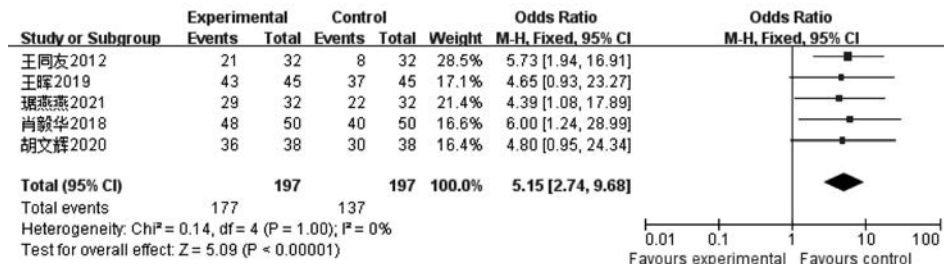 Experimental Control Odds Ratio Odds Ratio
Study or Subgroup Events Total Events Total Weight M-H, Fixed, 95% CI M-H, Fixed, 95% CI
王同友2012 21 32 8 32 28.5% 5.73 [1.94, 16.91]
王晖2019 43 45 37 45 17.1% 4.65 [0.93, 23.27]
琚燕燕2021 29 32 22 32 21.4% 4.39 [1.08, 17.89]
肖毅华2018 48 50 40 50 16.6% 6.00 [1.24, 28.99]
胡文辉2020 36 38 30 38 16.4% 4.80 [0.95, 24.34]
Total (95% CI) 197 197 100.0% 5.15 [2.74, 9.68]
Total events 177 137
Heterogeneity: Chi² = 0.14, df = 4 (P = 1.00); I² = 0%
Test for overall effect: Z = 5.09 (P < 0.00001)
0.01 0.1 1 10 100
Favours experimental Favours control